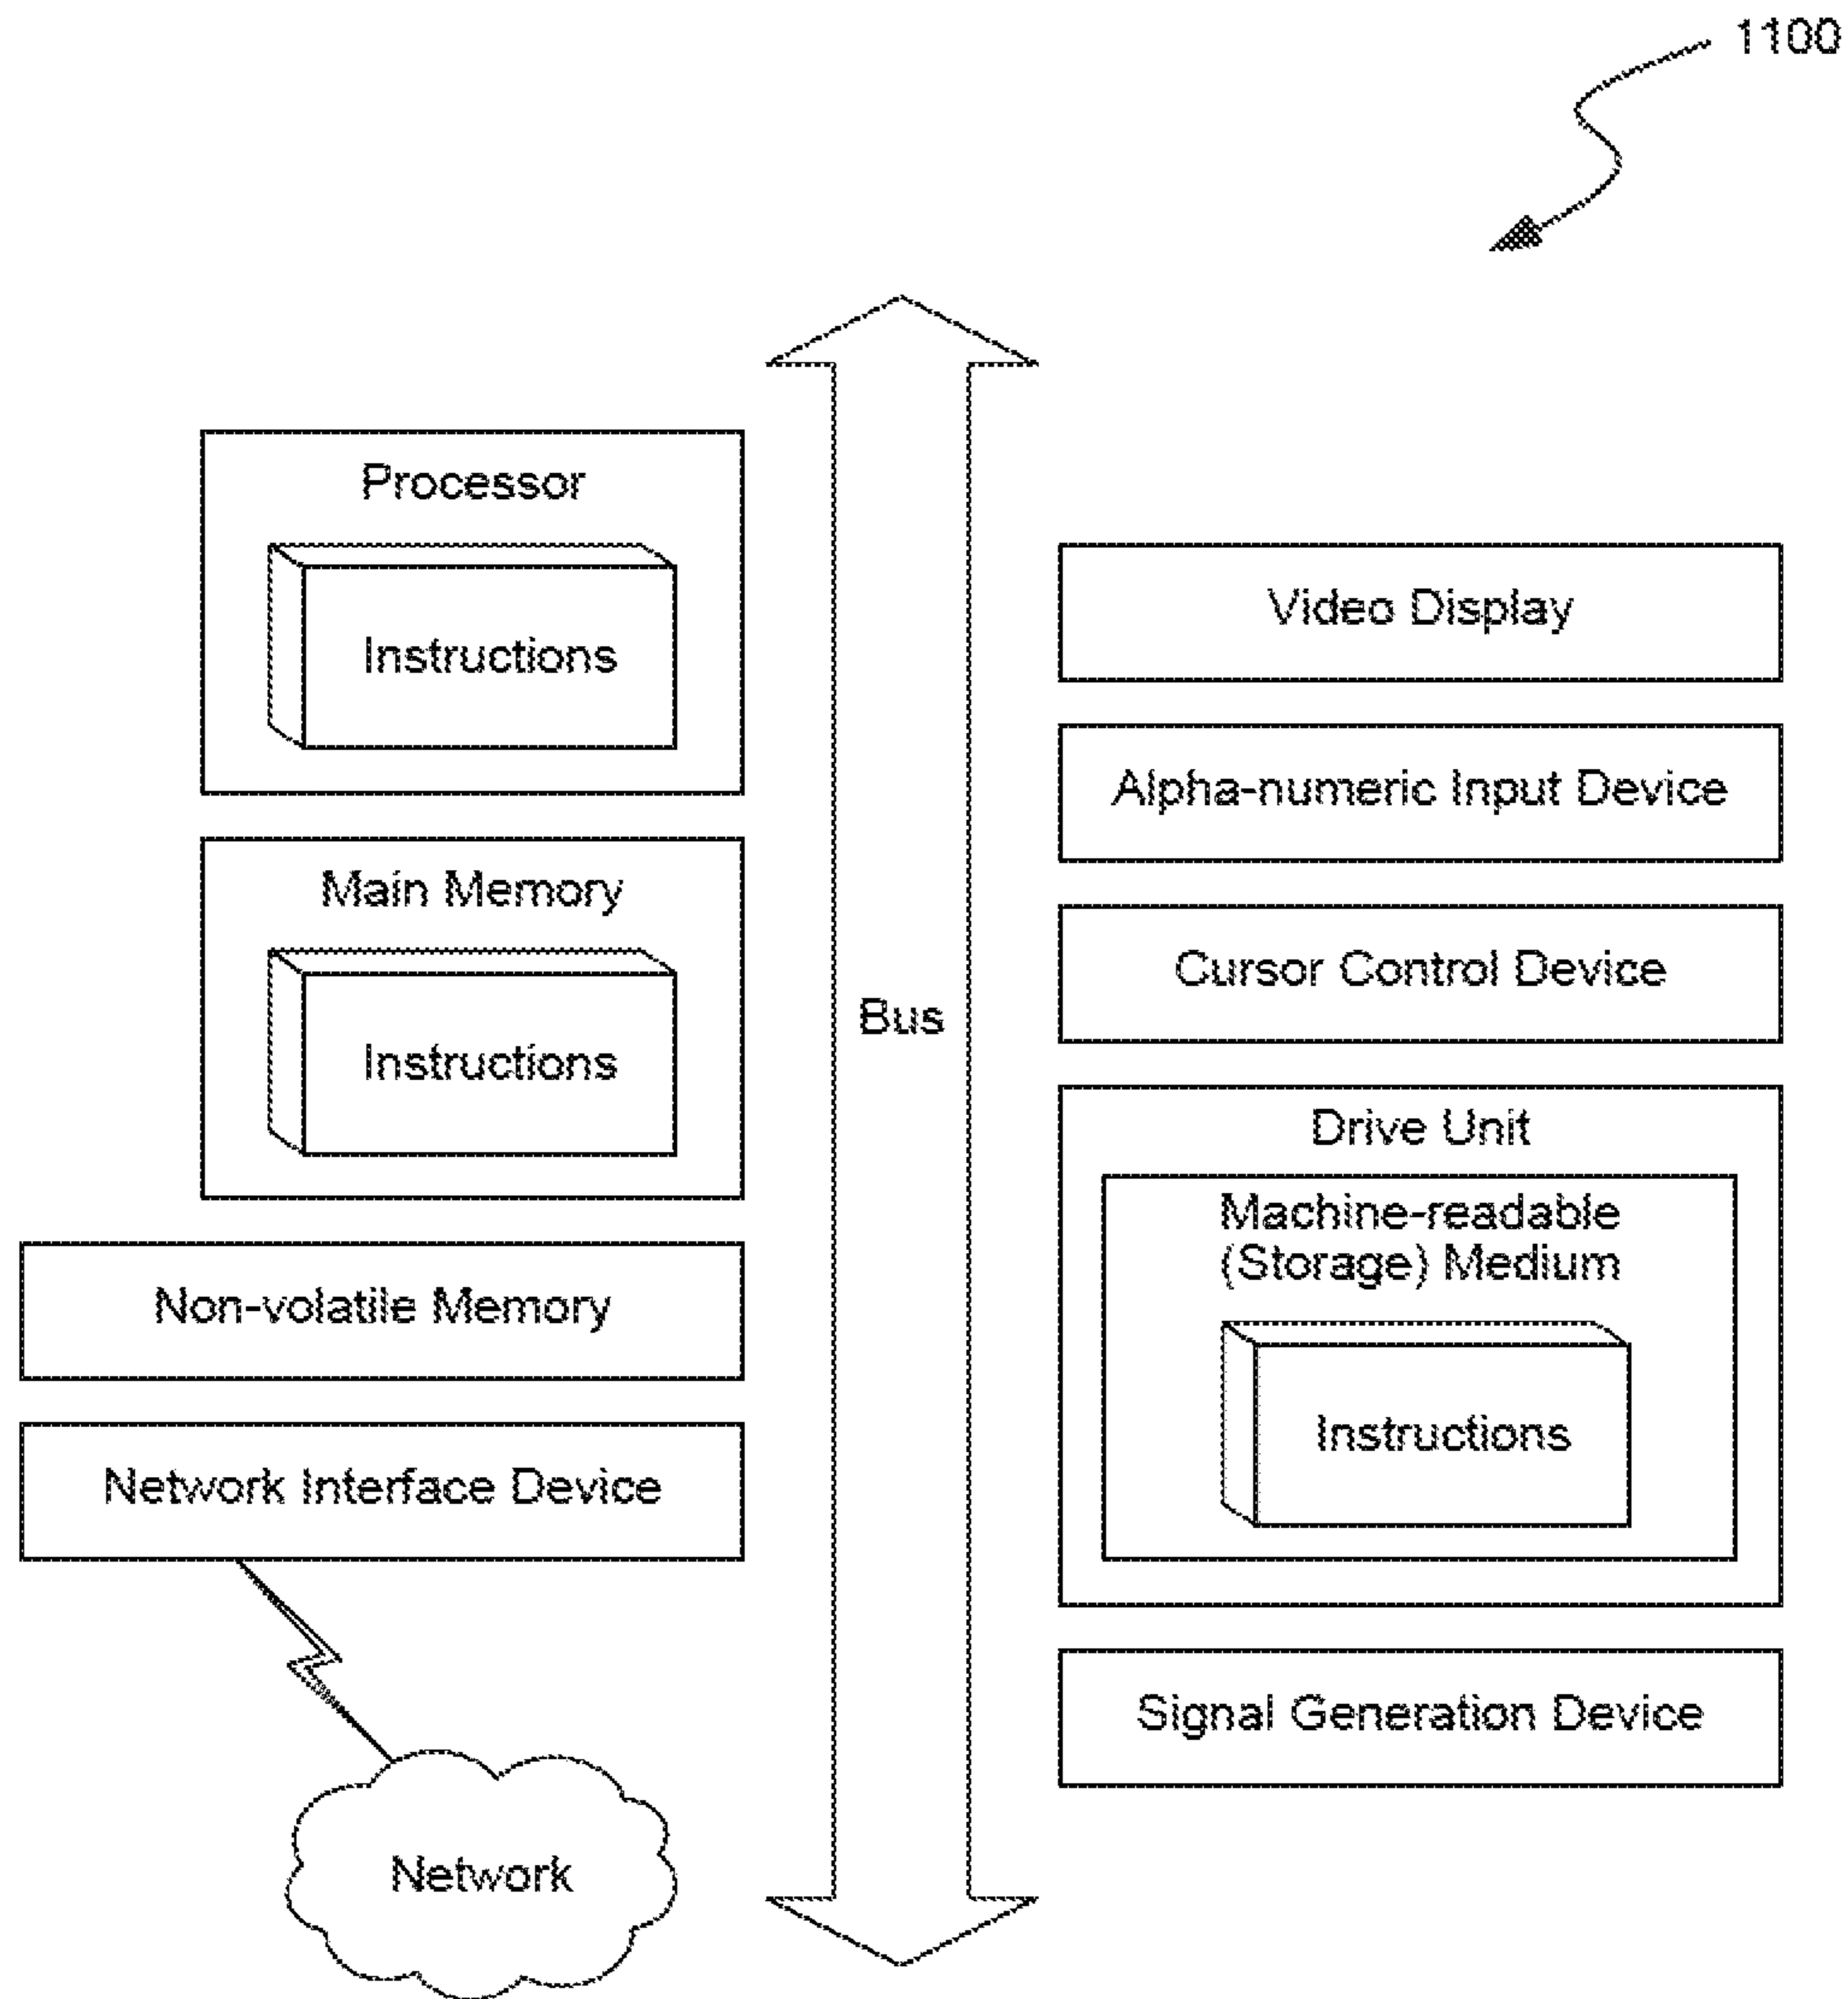 1100
Processor
Instructions
Main Memory
Instructions
Non-volatile Memory
Network Interface Device
Network
Bus
Video Display
Alpha-numeric Input Device
Cursor Control Device
Drive Unit
Machine-readable
(Storage) Medium
Instructions
Signal Generation Device